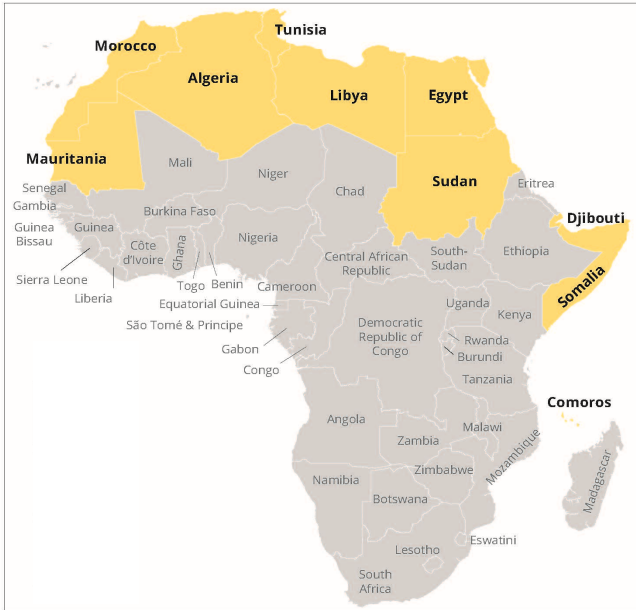 Tunisia
Morocco
Algeria
Libya
Egypt
Mauritania
Mali
Niger
Chad
Sudan
Eritrea
Senegal
Gambia
Guinea
Bissau
Guinea
Burkina Faso
Djibouti
Côte
d'Ivoire
Ghana
Nigeria
Ethiopia
Somalia
Central African
Republic
South-
Sudan
Sierra Leone
Liberia
Togo
Benin
Cameroon
Equatorial Guinea
São Tomé & Principe
Gabon
Congo
Democratic
Republic of
Congo
Uganda
Kenya
Rwanda
Burundi
Tanzania
Comoros
Angola
Zambia
Malawi
Mozambique
Madagascar
Zimbabwe
Namibia
Botswana
Eswatini
Lesotho
South
Africa